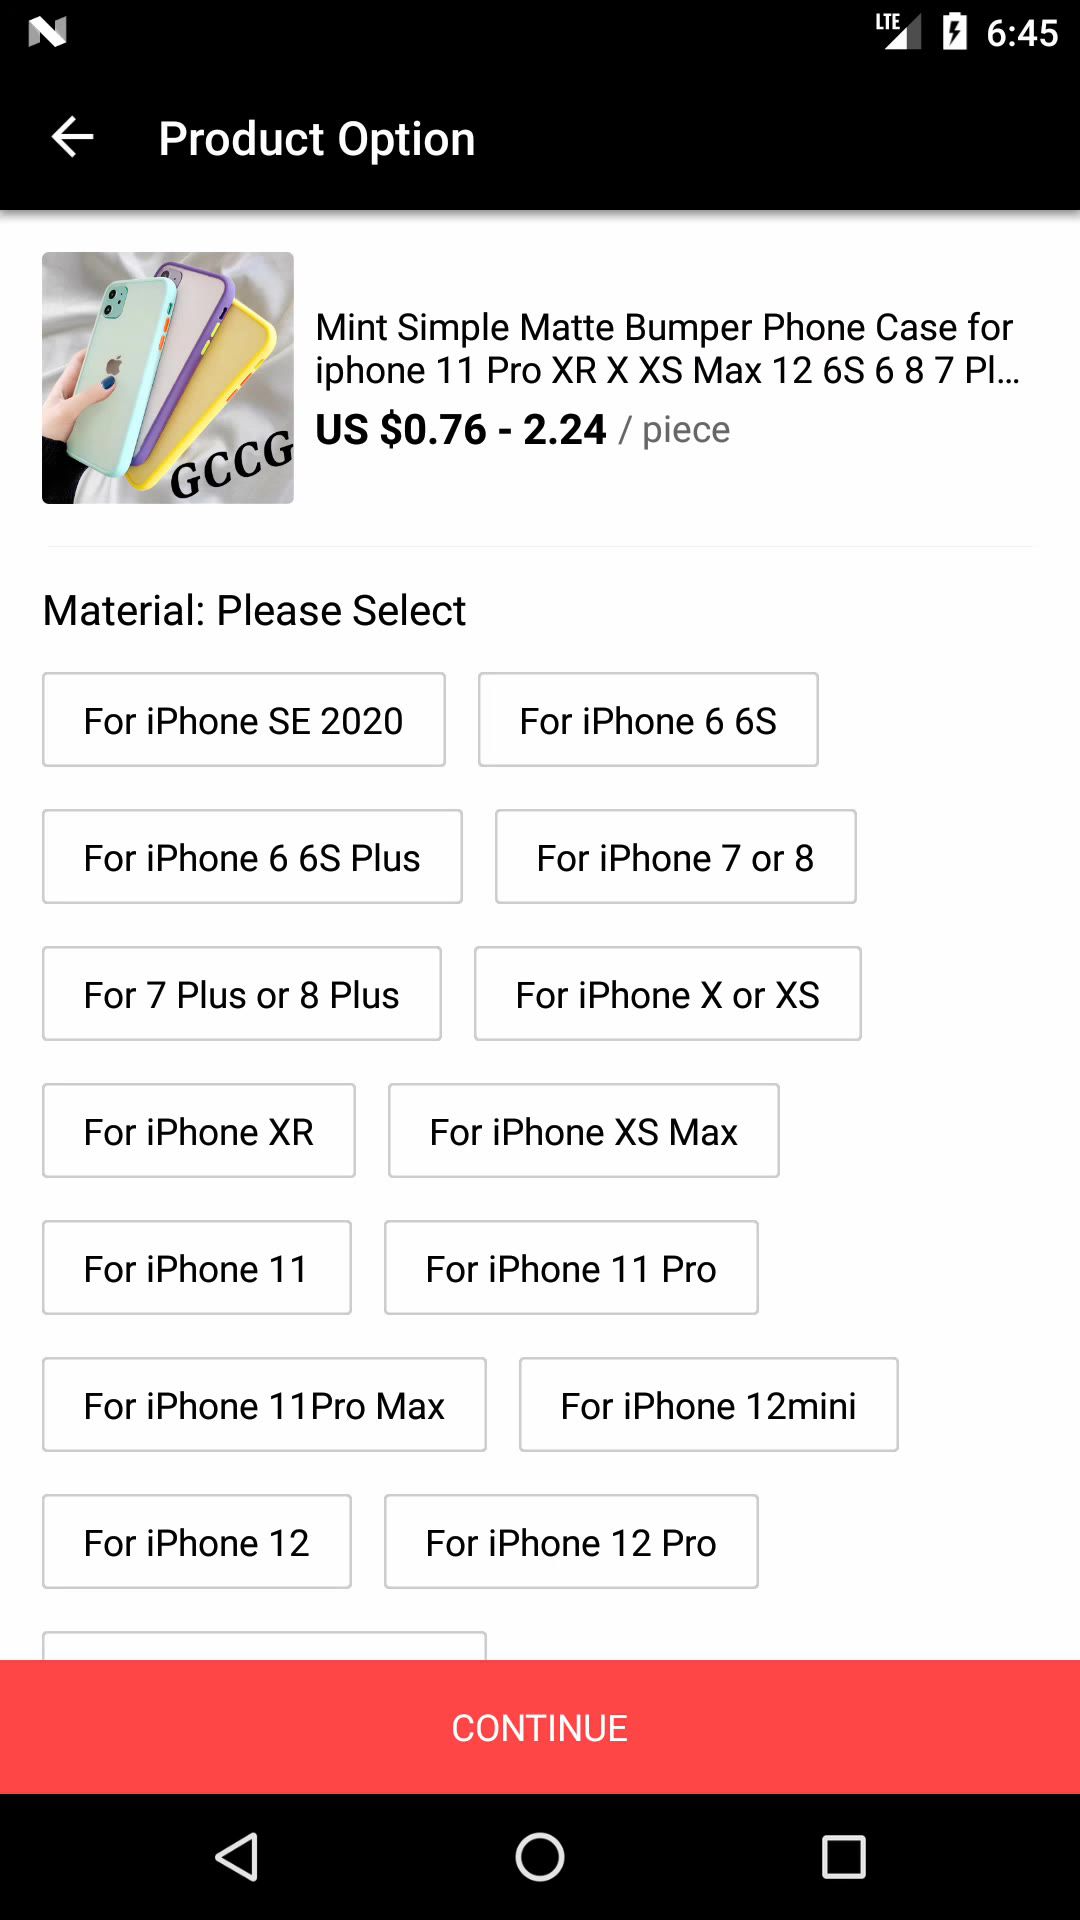 LTE 6:45
Product Option
GCCG
Mint Simple Matte Bumper Phone Case for
iphone 11 Pro XR X XS Max 12 6S 6 8 7 Pl...
US $0.76 - 2.24 / piece
Material: Please Select
For iPhone SE 2020
For iPhone 6 6S
For iPhone 6 6S Plus
For iPhone 7 or 8
For 7 Plus or 8 Plus
For iPhone X or XS
For iPhone XR
For iPhone XS Max
For iPhone 11
For iPhone 11 Pro
For iPhone 11Pro Max
For iPhone 12mini
For iPhone 12
For iPhone 12 Pro
CONTINUE